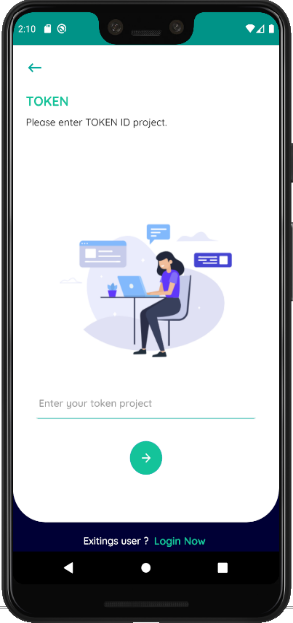 2:10
TOKEN
Please enter TOKEN ID project.
Enter your token project
Exitings user ? Login Now